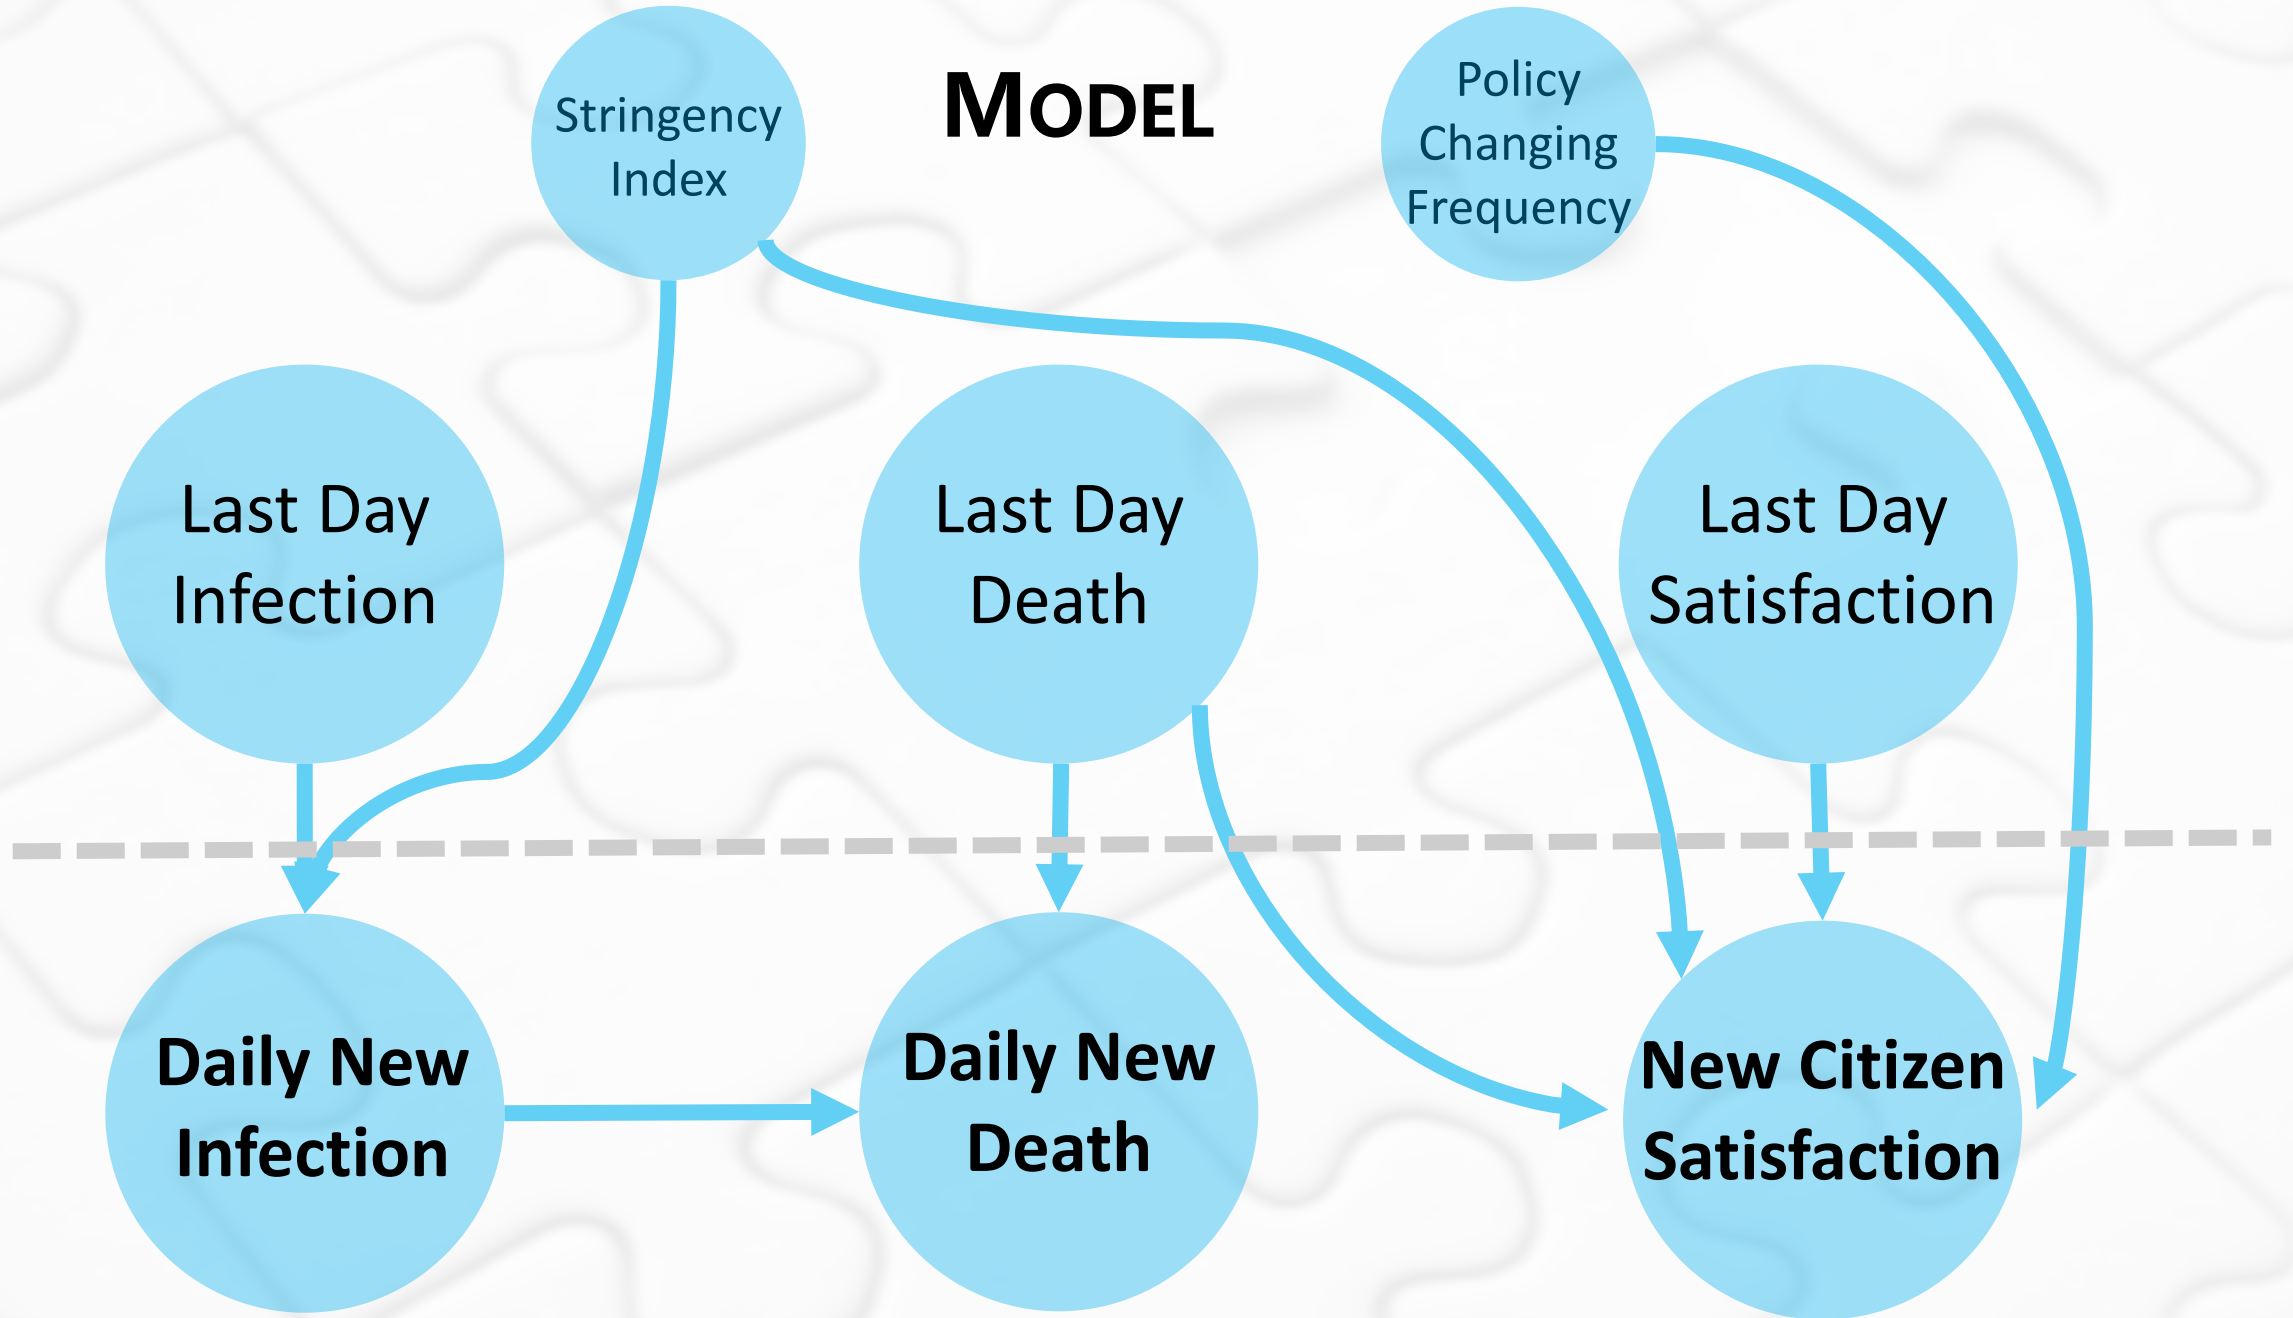 MODEL
Stringency
Index
Policy
Changing
Frequency
Last Day
Infection
Last Day
Death
Last Day
Satisfaction
Daily New
Infection
Daily New
Death
New Citizen
Satisfaction